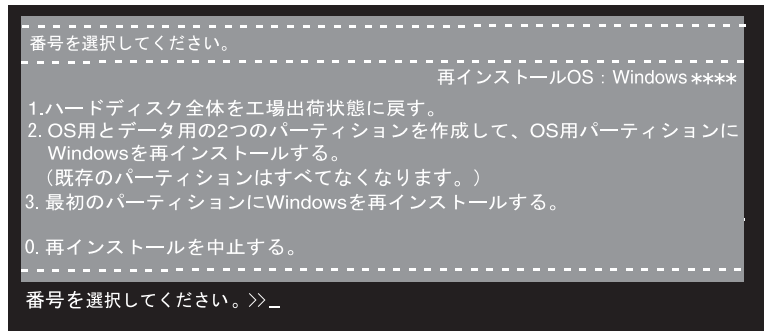 番号を選択してください。
再インストールOS：Windows****
1.ハードディスク全体を工場出荷状態に戻す。
2. OS用とデータ用の2つのパーティションを作成して、OS用パーティションに
Windowsを再インストールする。
（既存のパーティションはすべてなくなります。）
3. 最初のパーティションにWindowsを再インストールする。
0. 再インストールを中止する。
番号を選択してください。>>_